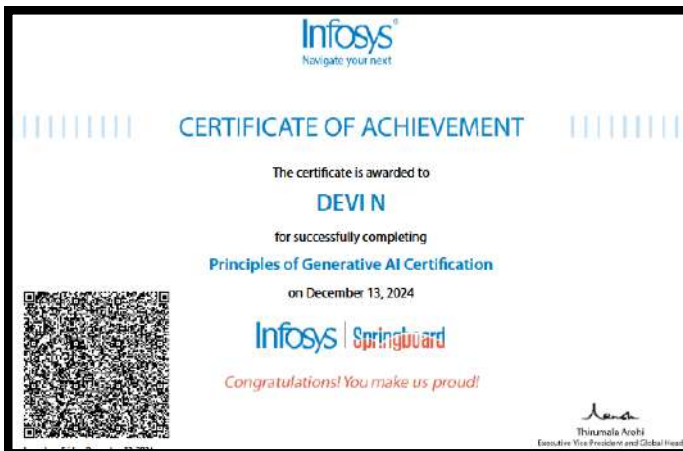 Infosys®
Navigate your next
CERTIFICATE OF ACHIEVEMENT
The certificate is awarded to
DEVI N
for successfully completing
Principles of Generative AI Certification
on December 13, 2024
Infosys | Springboard
Congratulations! You make us proud!
Thirumala Arohi
Executive Vice President and Global Head